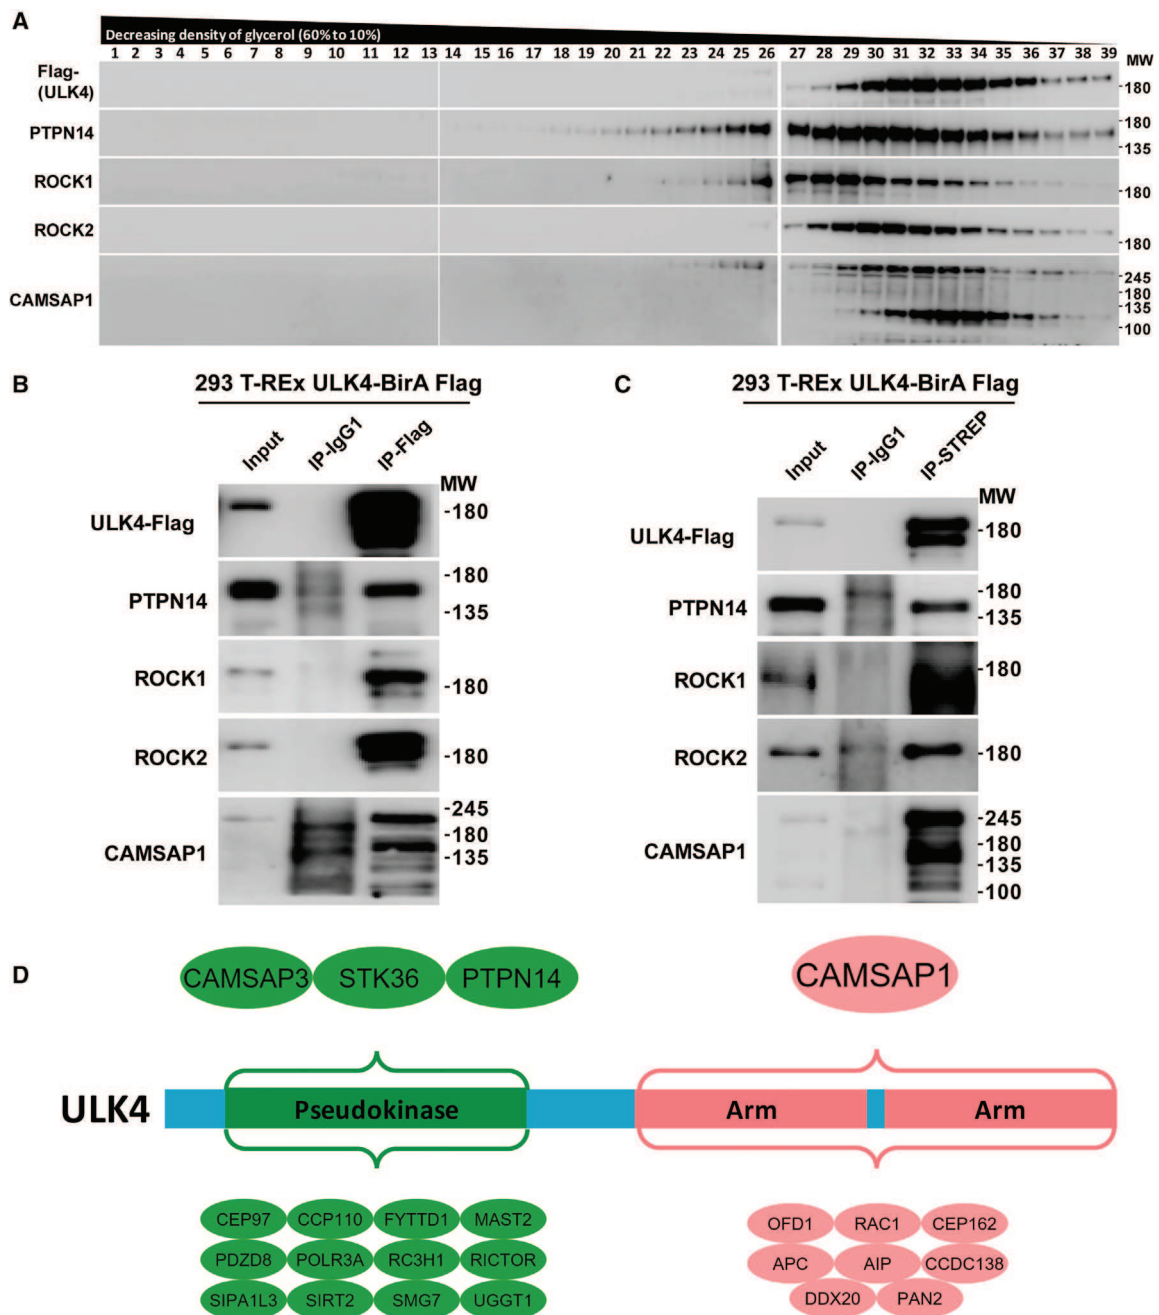 A
Decreasing density of glycerol (60% to 10%)
1 2 3 4 5 6 7 8 9 10 11 12 13 14 15 16 17 18 19 20 21 22 23 24 25 26 27 28 29 30 31 32 33 34 35 36 37 38 39
MW
Flag-
(ULK4)
-180
PTPN14
-180
-135
ROCK1
-180
ROCK2
-180
CAMSAP1
-245
-180
-135
-100
B
293 T-REx ULK4-BirA Flag
Input IP-IgG1 IP-Flag
MW
ULK4-Flag
-180
PTPN14
-180
-135
ROCK1
-180
ROCK2
-180
CAMSAP1
-245
-180
-135
C
293 T-REx ULK4-BirA Flag
Input IP-IgG1 IP-STREP
MW
ULK4-Flag
-180
PTPN14
-180
-135
ROCK1
-180
ROCK2
-180
CAMSAP1
-245
-180
-135
-100
D
CAMSAP3 STK36 PTPN14
CAMSAP1
ULK4
Pseudokinase
Arm
Arm
CEP97 CCP110 FYTTD1 MAST2
PDZD8 POLR3A RC3H1 RICTOR
SIPA1L3 SIRT2 SMG7 UGGT1
OFD1 RAC1 CEP162
APC AIP CCDC138
DDX20 PAN2